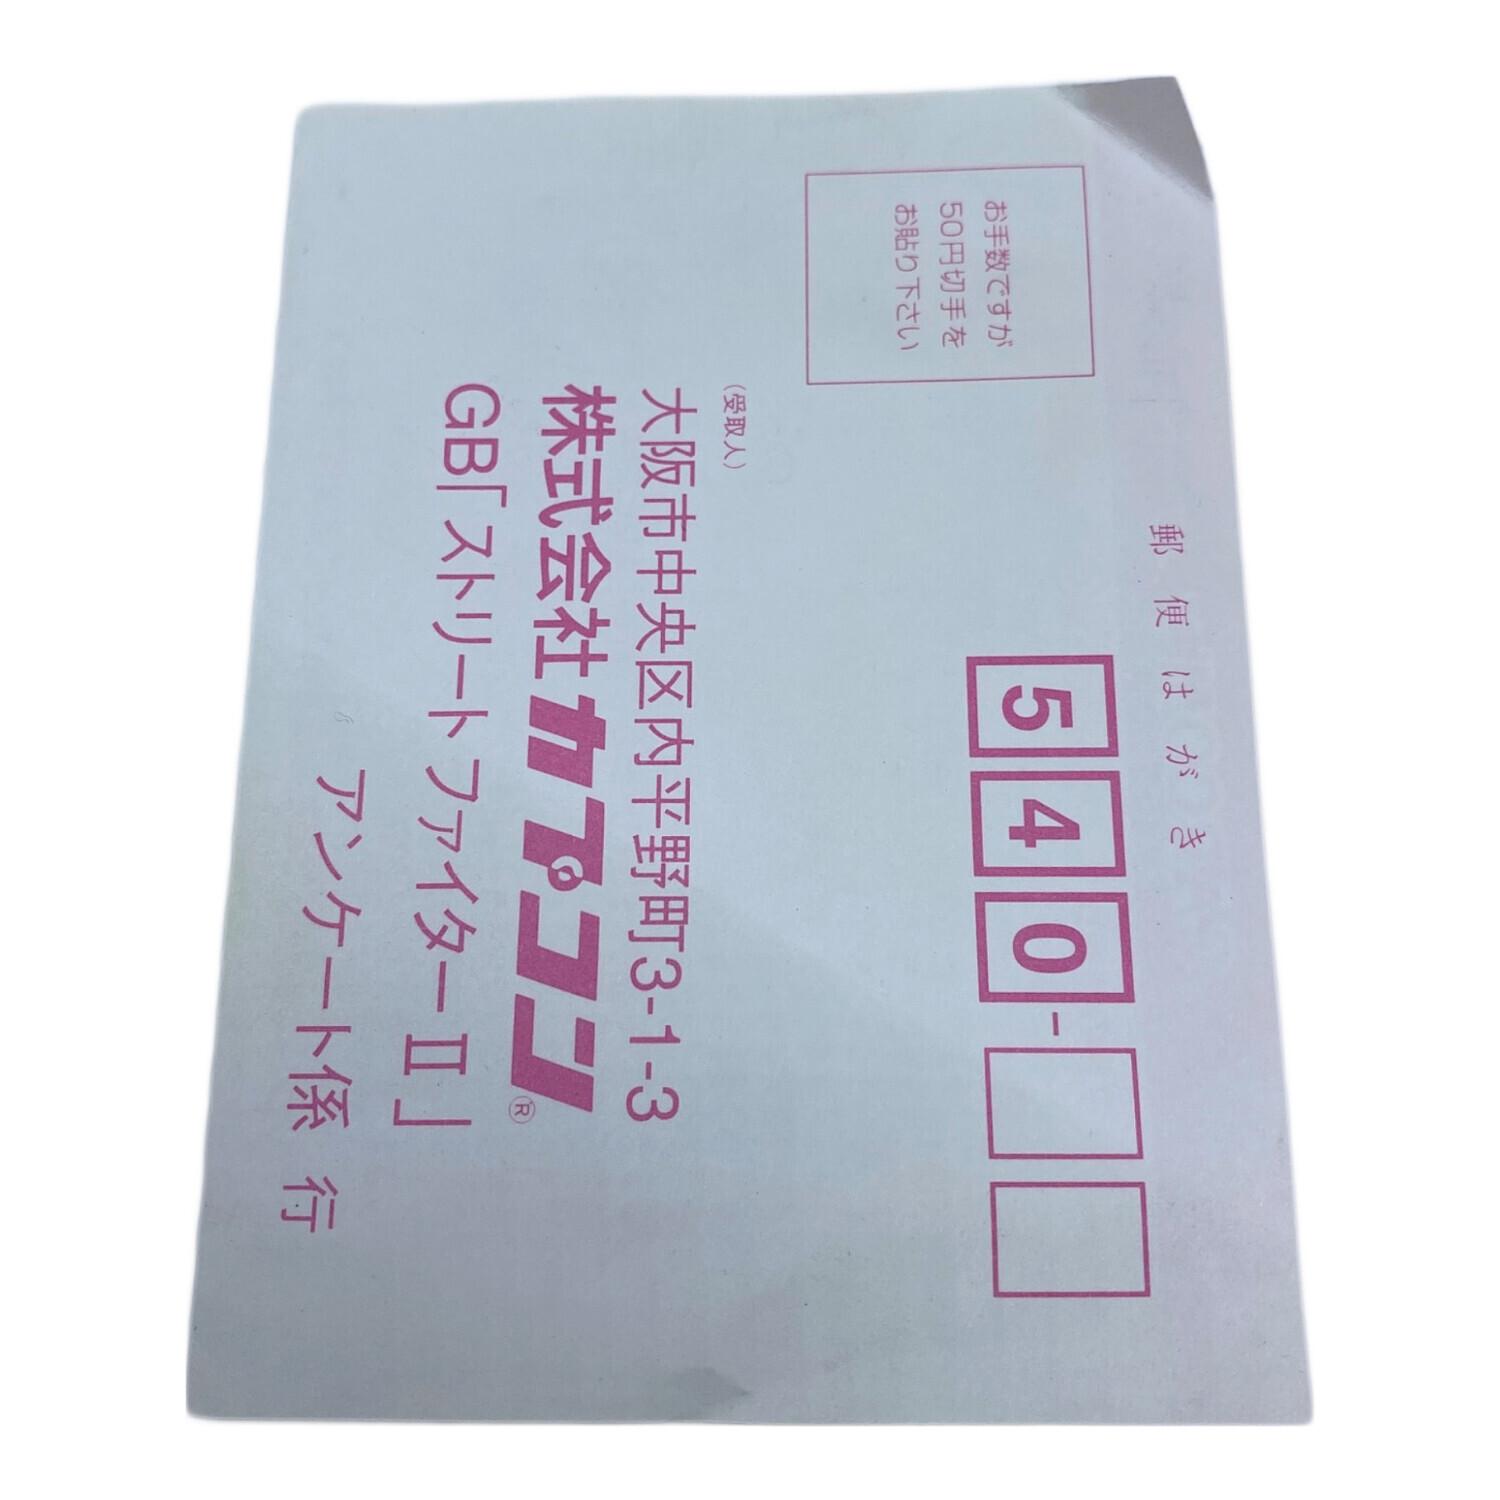 郵便はがき
540-
お手数ですが
50円切手を
お貼り下さい
(受取人)
大阪市中央区内平野町3-1-3
株式会社カプコン®
GB「ストリートファイターII」
アンケート係 行